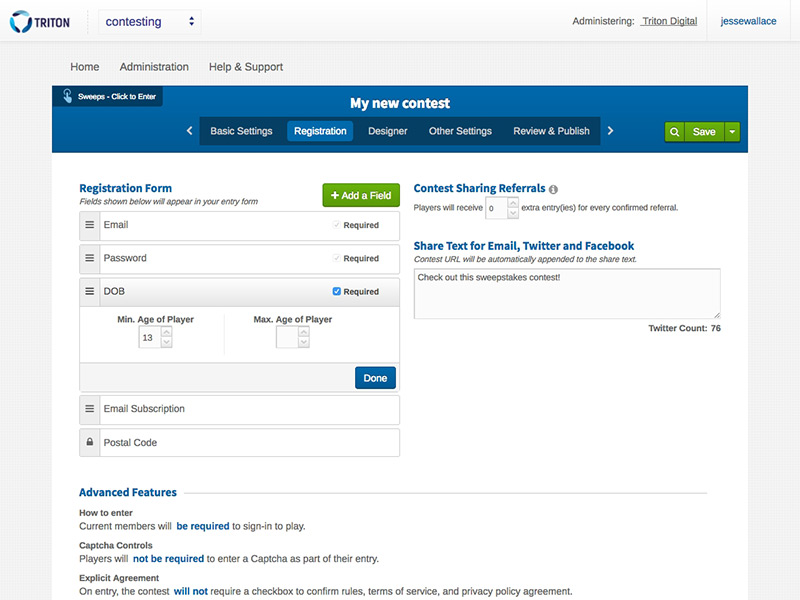 TRITON
contesting
Administering: Triton Digital
jessewallace
Home Administration Help & Support
Sweeps - Click to Enter
My new contest
Basic Settings Registration Designer Other Settings Review & Publish
Save
Registration Form
Fields shown below will appear in your entry form
+ Add a Field
Email Required
Password Required
DOB Required
Min. Age of Player Max. Age of Player
13
Done
Email Subscription
Postal Code
Contest Sharing Referrals
Players will receive 0 extra entry(ies) for every confirmed referral.
Share Text for Email, Twitter and Facebook
Contest URL will be automatically appended to the share text.
Check out this sweepstakes contest!
Twitter Count: 76
Advanced Features
How to enter
Current members will be required to sign-in to play.
Captcha Controls
Players will not be required to enter a Captcha as part of their entry.
Explicit Agreement
On entry, the contest will not require a checkbox to confirm rules, terms of service, and privacy policy agreement.